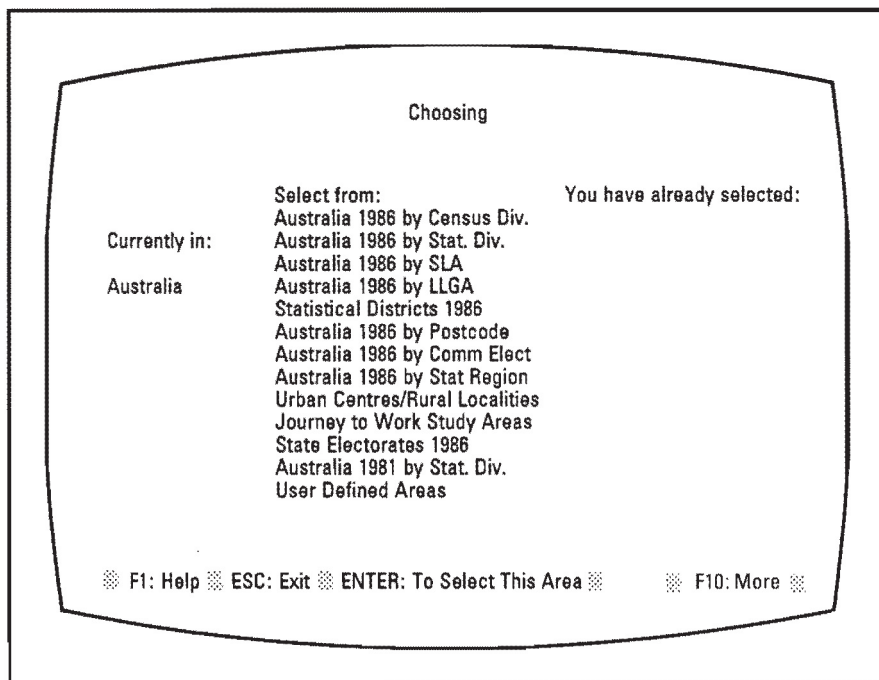 Choosing
Select from:
You have already selected:
Australia 1986 by Census Div.
Currently in:
Australia 1986 by Stat. Div.
Australia 1986 by SLA
Australia
Australia 1986 by LLGA
Statistical Districts 1986
Australia 1986 by Postcode
Australia 1986 by Comm Elect
Australia 1986 by Stat Region
Urban Centres/Rural Localities
Journey to Work Study Areas
State Electorates 1986
Australia 1981 by Stat. Div.
User Defined Areas
F1: Help ESC: Exit ENTER: To Select This Area F10: More